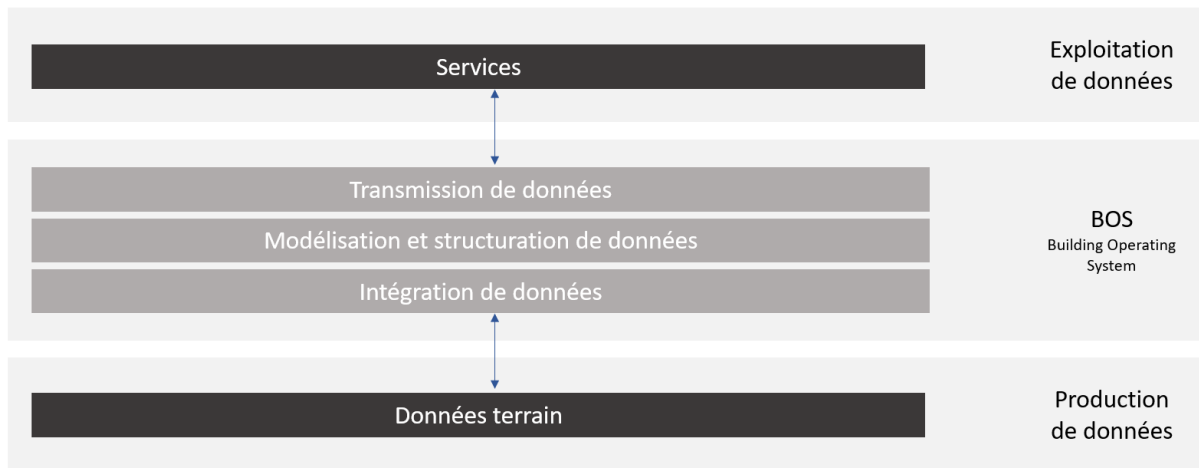 Services
Exploitation
de données
Transmission de données
Modélisation et structuration de données
Intégration de données
BOS
Building Operating
System
Données terrain
Production
de données